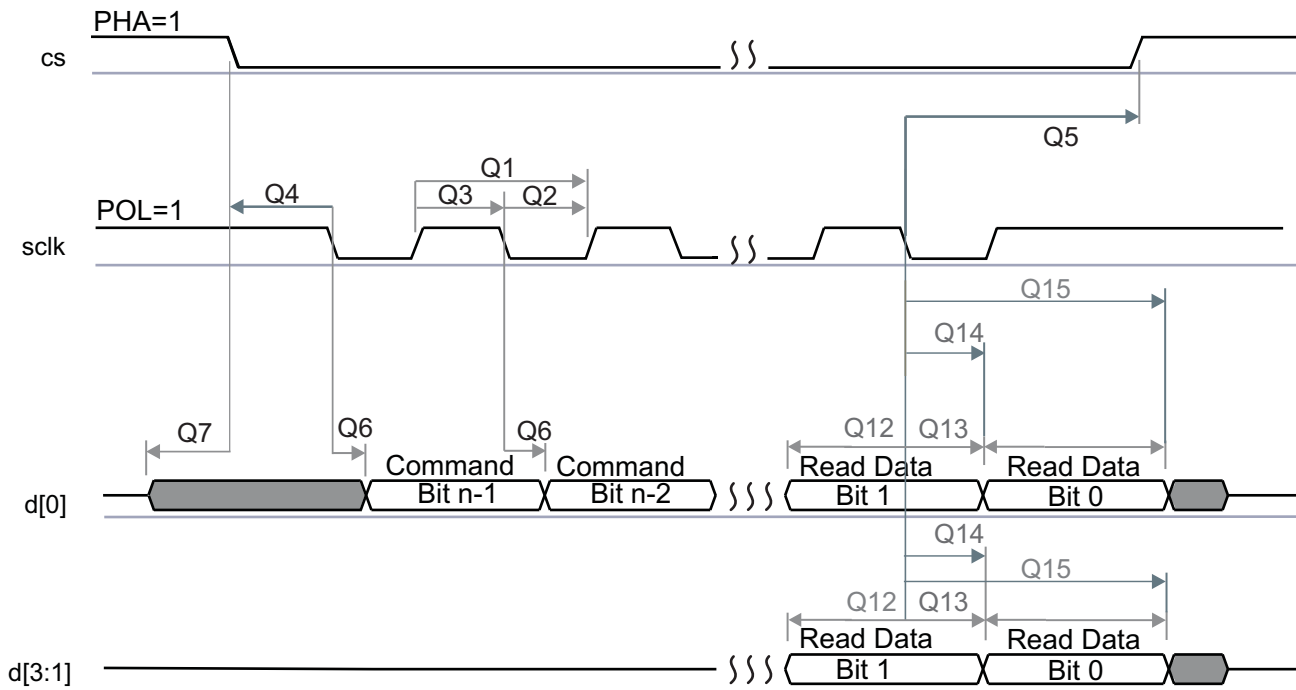 PHA=1
cs
Q5
Q1
Q4
Q3
Q2
POL=1
sclk
Q15
Q14
Q7
Q6
Q6
Q12
Q13
Command
Command
Read Data
Read Data
d[0]
Bit n-1
Bit n-2
Bit 1
Bit 0
Q14
Q15
Q12
Q13
Read Data
Read Data
d[3:1]
Bit 1
Bit 0